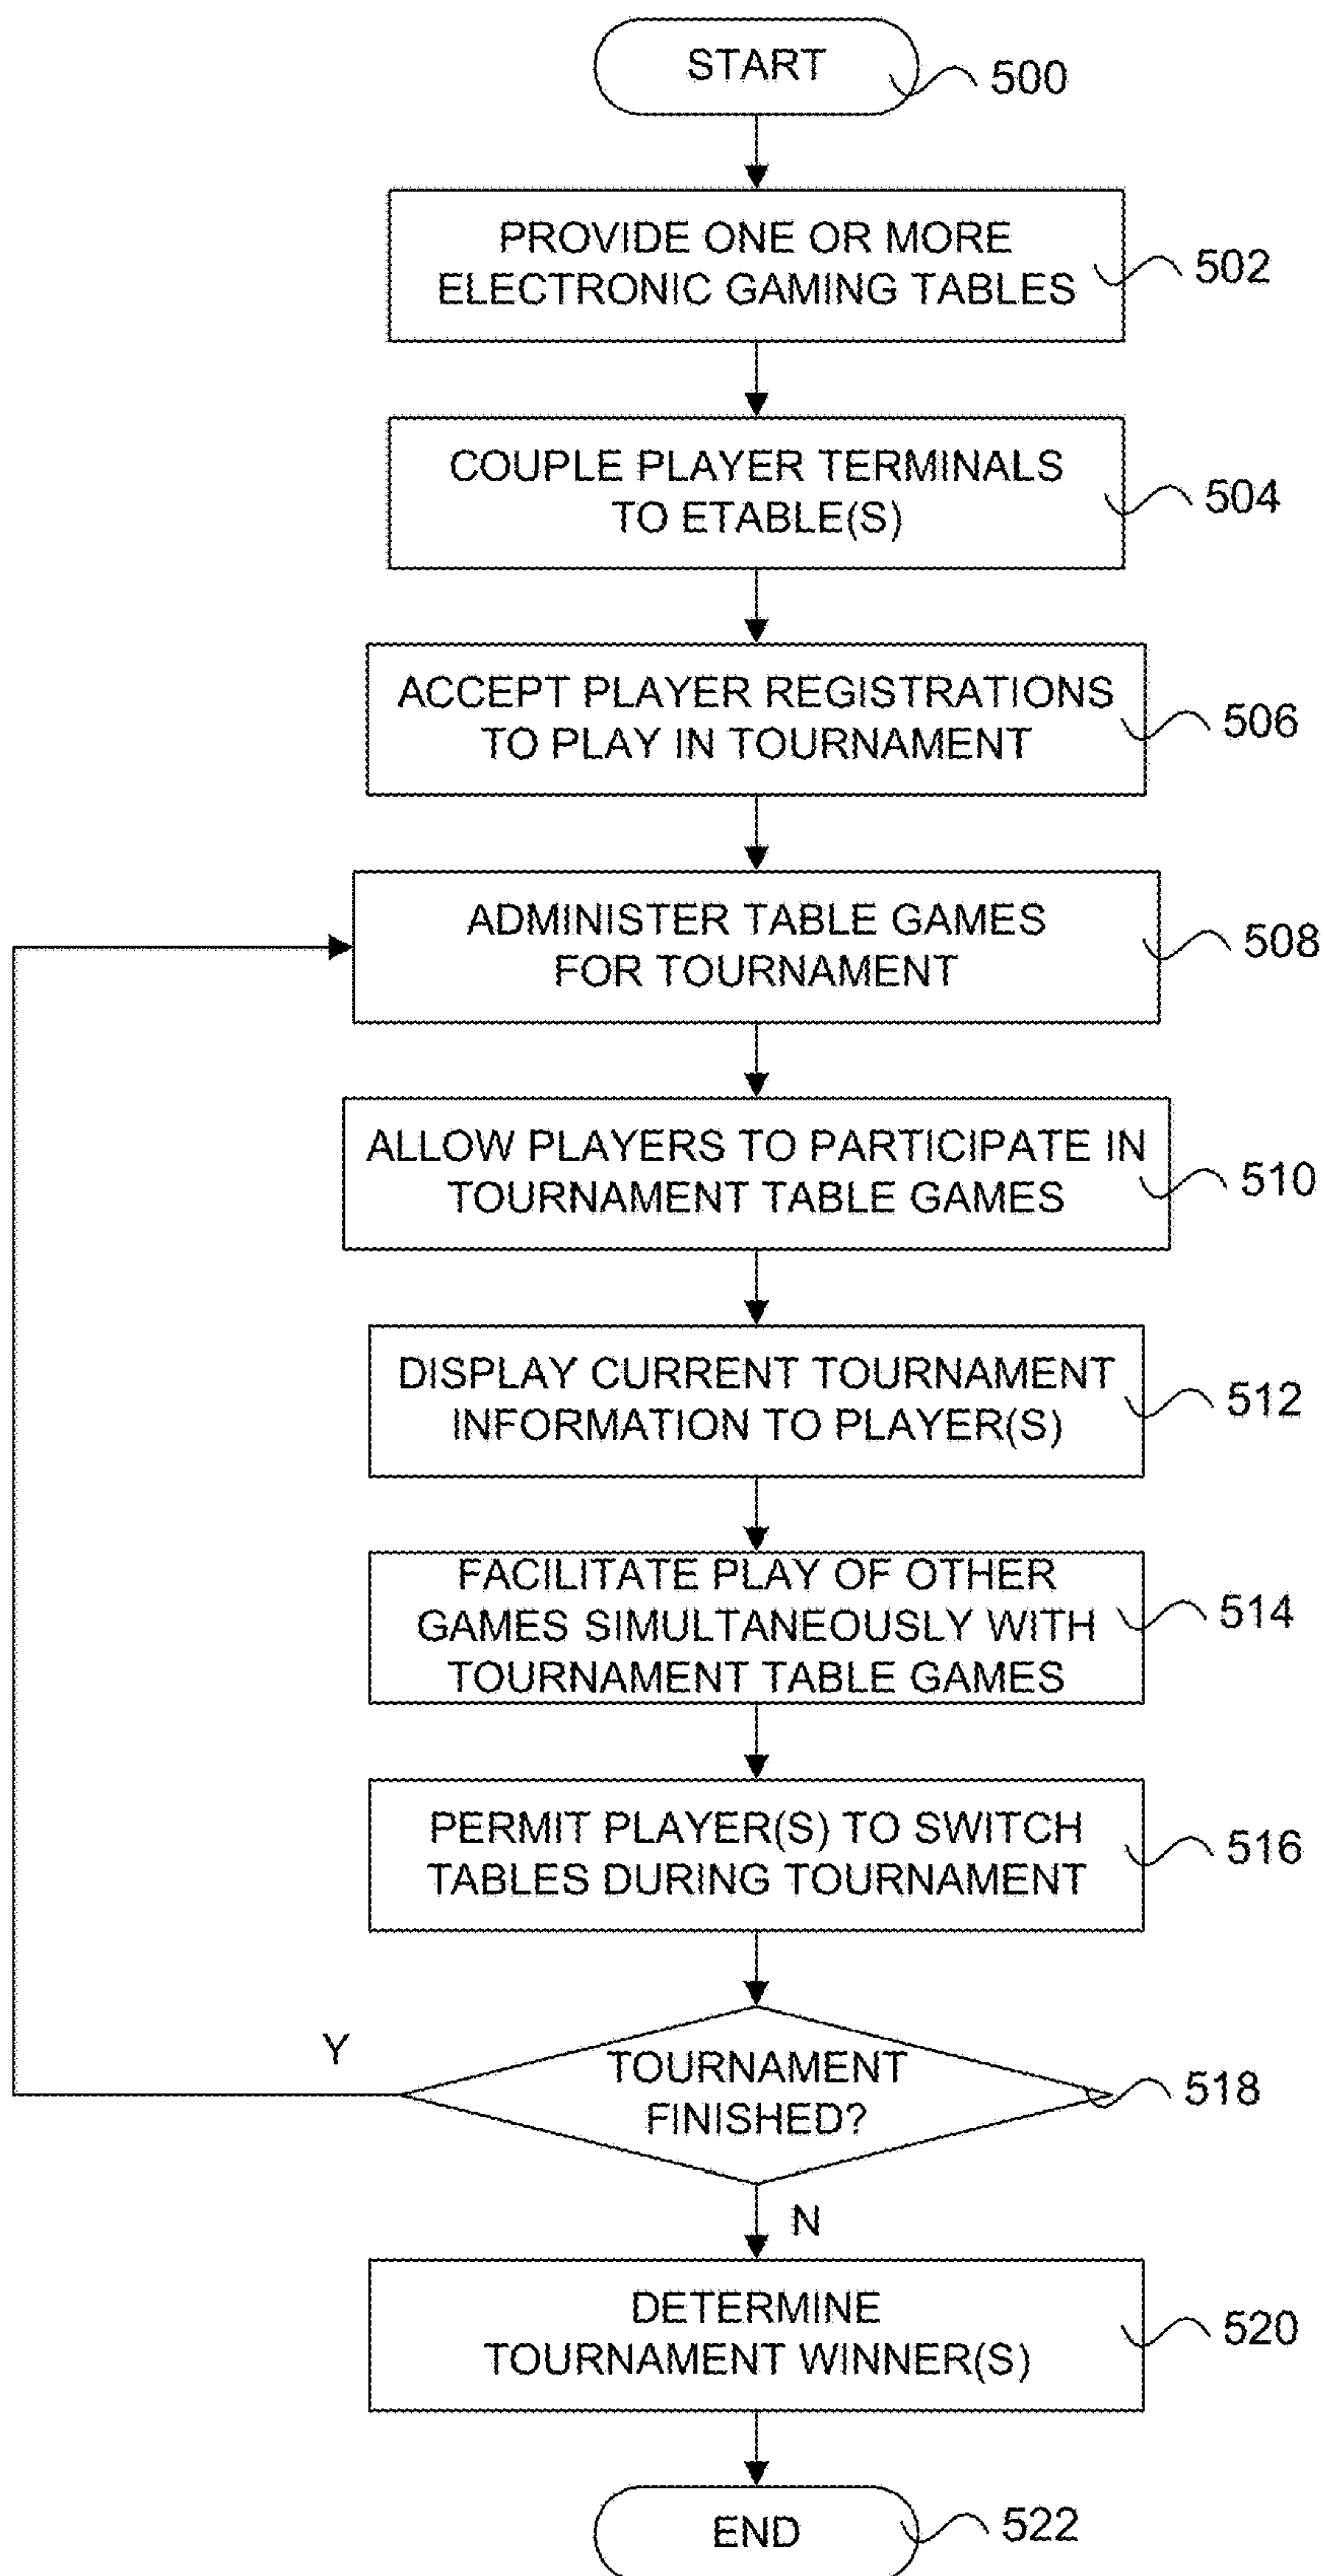 START
500
PROVIDE ONE OR MORE
ELECTRONIC GAMING TABLES
502
COUPLE PLAYER TERMINALS
TO ETABLE(S)
504
ACCEPT PLAYER REGISTRATIONS
TO PLAY IN TOURNAMENT
506
ADMINISTER TABLE GAMES
FOR TOURNAMENT
508
ALLOW PLAYERS TO PARTICIPATE IN
TOURNAMENT TABLE GAMES
510
DISPLAY CURRENT TOURNAMENT
INFORMATION TO PLAYER(S)
512
FACILITATE PLAY OF OTHER
GAMES SIMULTANEOUSLY WITH
TOURNAMENT TABLE GAMES
514
PERMIT PLAYER(S) TO SWITCH
TABLES DURING TOURNAMENT
516
Y
TOURNAMENT
FINISHED?
518
N
DETERMINE
TOURNAMENT WINNER(S)
520
END
522